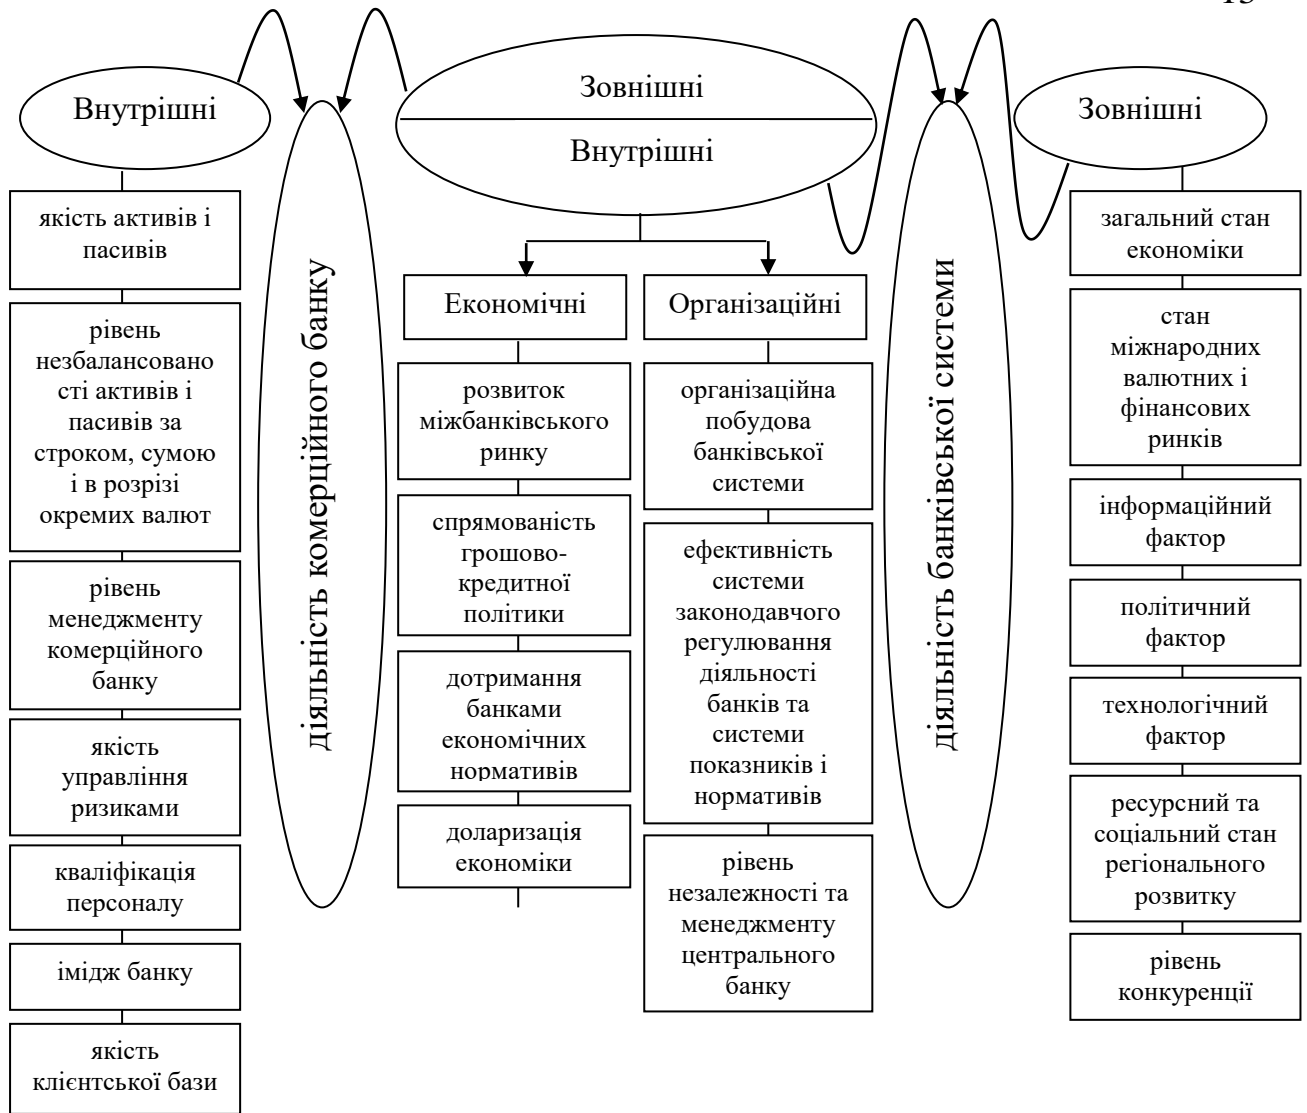 Внутрішні
якість активів і
пасивів
рівень
незбалансовано
сті активів і
пасивів за
строком, сумою
і в розрізі
окремих валют
рівень
менеджменту
комерційного
банку
якість
управління
ризиками
кваліфікація
персоналу
імідж банку
якість
клієнтської бази
діяльність комерційного банку
Зовнішні
Внутрішні
Економічні
розвиток
міжбанківського
ринку
спрямованість
грошово-
кредитної
політики
дотримання
банками
економічних
нормативів
доларизація
економіки
Організаційні
організаційна
побудова
банківської
системи
ефективність
системи
законодавчого
регулювання
діяльності
банків та
системи
показників і
нормативів
рівень
незалежності та
менеджменту
центрального
банку
діяльність банківської системи
Зовнішні
загальний стан
економіки
стан
міжнародних
валютних і
фінансових
ринків
інформаційний
фактор
політичний
фактор
технологічний
фактор
ресурсний та
соціальний стан
регіонального
розвитку
рівень
конкуренції